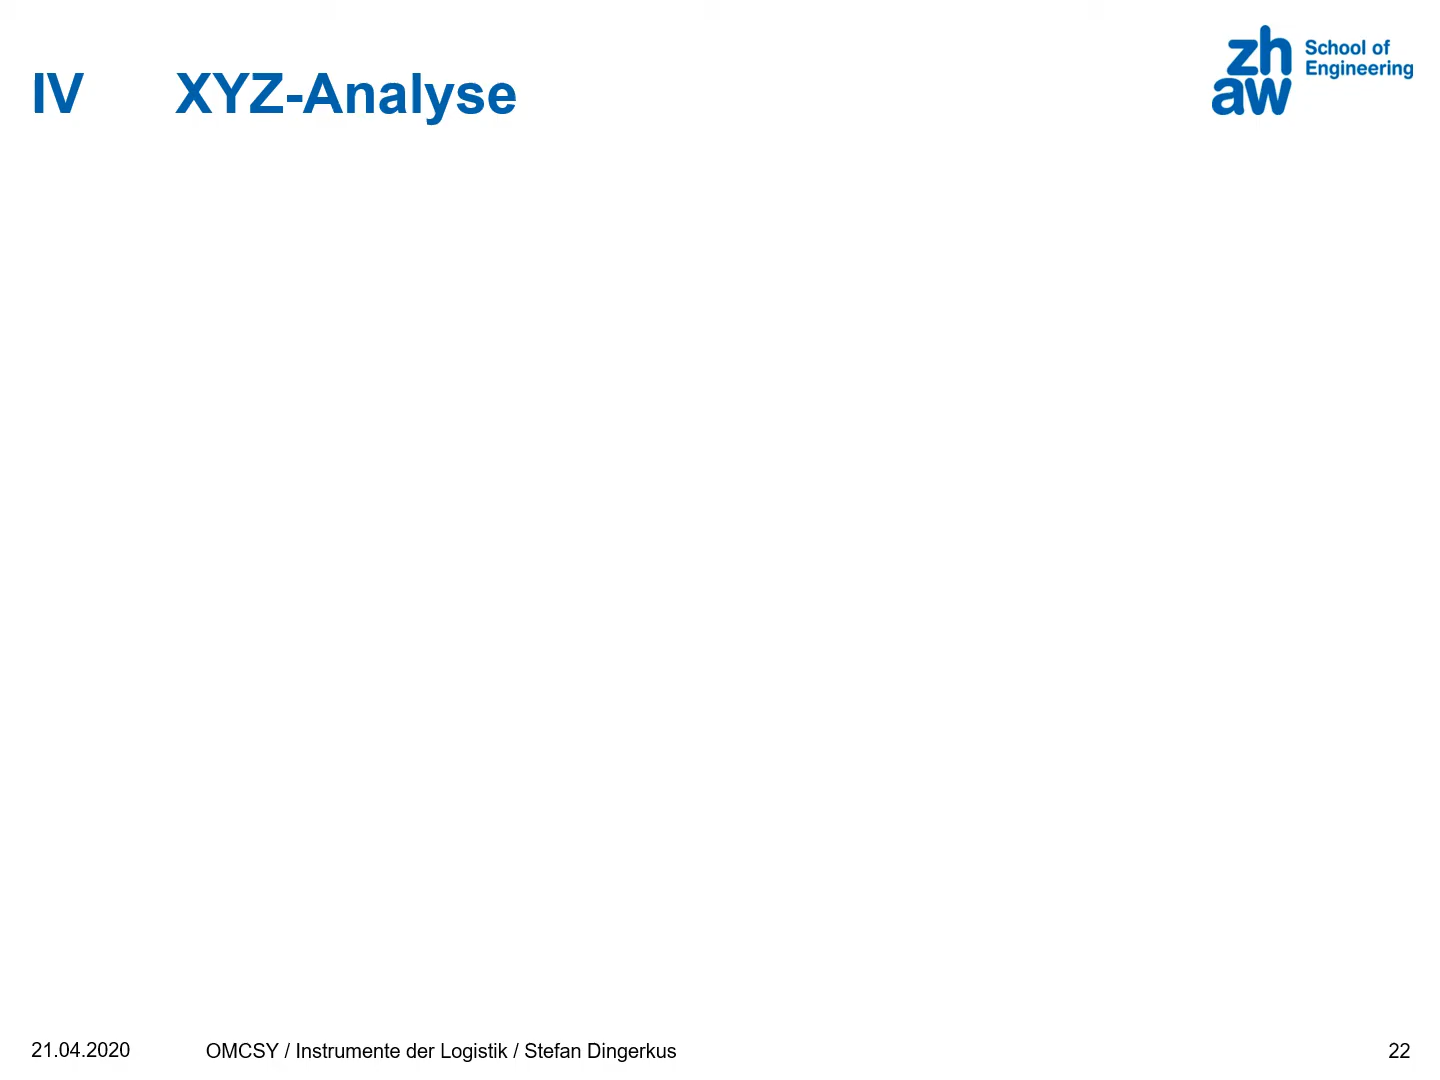 IV XYZ-Analyse
zh
aw
School of
Engineering
21.04.2020 OMCSY / Instrumente der Logistik / Stefan Dingerkus 22